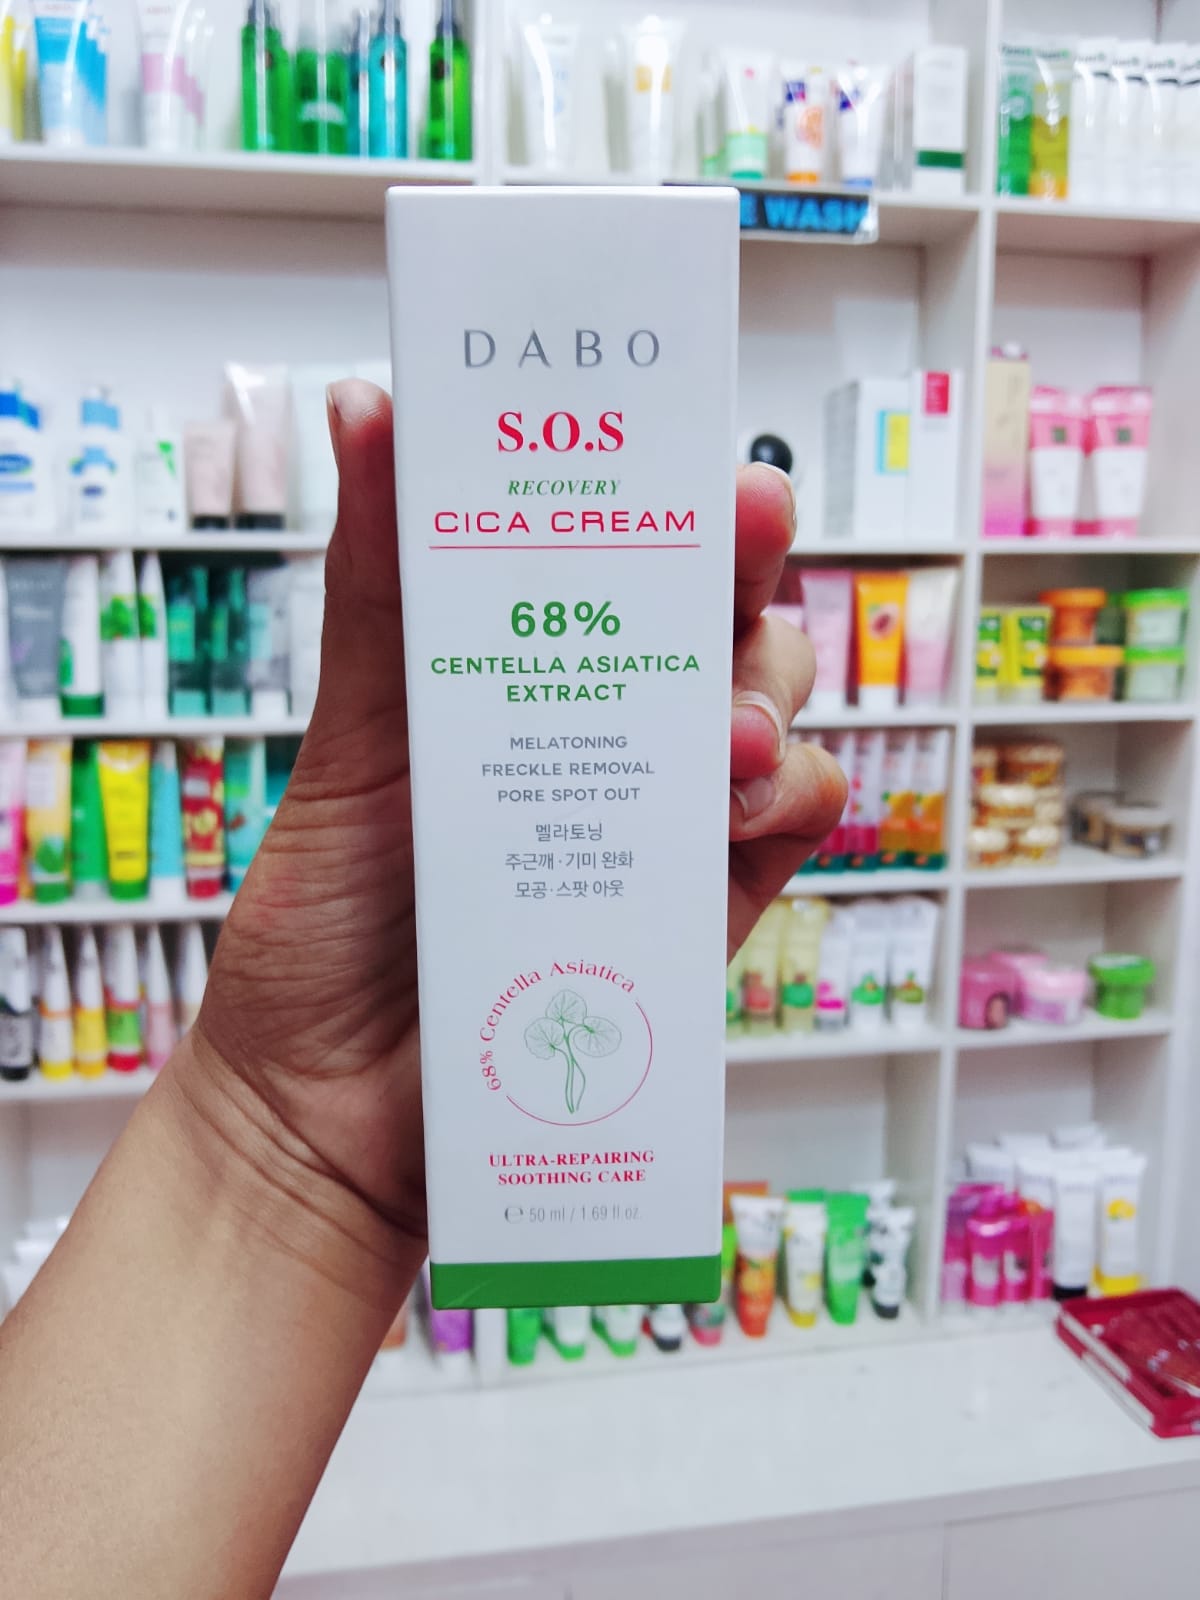 DABO
S.O.S
RECOVERY
CICA CREAM
68%
CENTELLA ASIATICA
EXTRACT
MELATONING
FRECKLE REMOVAL
PORE SPOT OUT
멜라토닝
주근깨·기미 완화
모공·스팟 아웃
68% Centella Asiatica
ULTRA-REPAIRING
SOOTHING CARE
℮ 50 ml / 1.69 fl.oz.
WASH